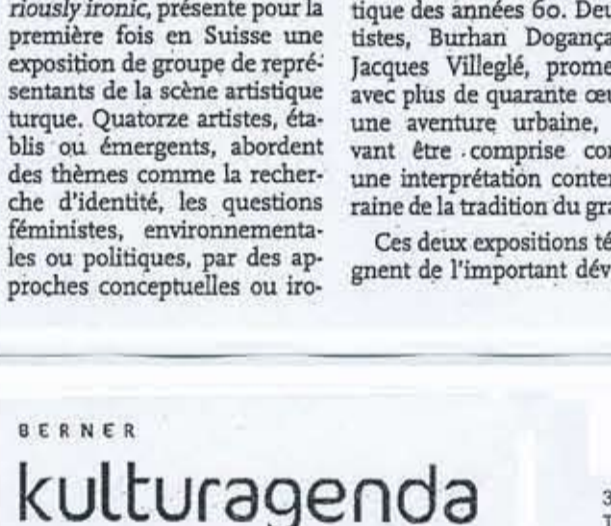 riously ironic, présente pour la
première fois en Suisse une
exposition de groupe de repré-
sentants de la scène artistique
turque. Quatorze artistes, éta-
blis ou émergents, abordent
des thèmes comme la recher-
che d'identité, les questions
féministes, environnementa-
les ou politiques, par des ap-
proches conceptuelles ou iro-
tique des années 60. Deu
tistes, Burhan Dogança
Jacques Villeglé, prome
avec plus de quarante œu
une aventure urbaine,
vant être comprise con
une interprétation conter
raine de la tradition du gra
Ces deux expositions té
gnent de l'important dév
BERNER
kulturagenda
3